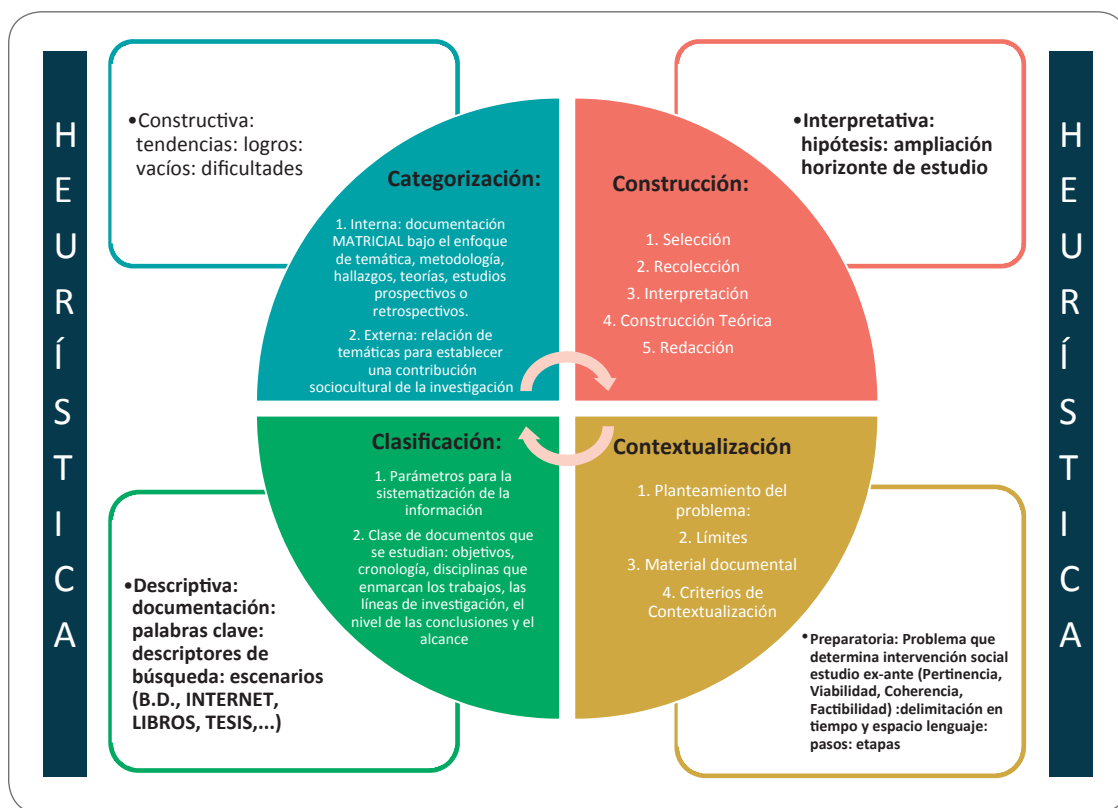 HEURÍSTICA
•Constructiva:
tendencias: logros:
vacíos: dificultades
Categorización:
1. Interna: documentación
MATRICIAL bajo el enfoque
de temática, metodología,
hallazgos, teorías, estudios
prospectivos o
retrospectivos.
2. Externa: relación de
temáticas para establecer
una contribución
sociocultural de la investigación
Construcción:
1. Selección
2. Recolección
3. Interpretación
4. Construcción Teórica
5. Redacción
•Interpretativa:
hipótesis: ampliación
horizonte de estudio
•Descriptiva:
documentación:
palabras clave:
descriptores de
búsqueda: escenarios
(B.D., INTERNET,
LIBROS, TESIS,...)
Clasificación:
1. Parámetros para la
sistematización de la
información
2. Clase de documentos que
se estudian: objetivos,
cronología, disciplinas que
enmarcan los trabajos, las
líneas de investigación, el
nivel de las conclusiones y el
alcance
Contextualización
1. Planteamiento del
problema:
2. Límites
3. Material documental
4. Criterios de
Contextualización
•Preparatoria: Problema que
determina intervención social
estudio ex-ante (Pertinencia,
Viabilidad, Coherencia,
Factibilidad) :delimitación en
tiempo y espacio lenguaje:
pasos: etapas
HEURÍSTICA